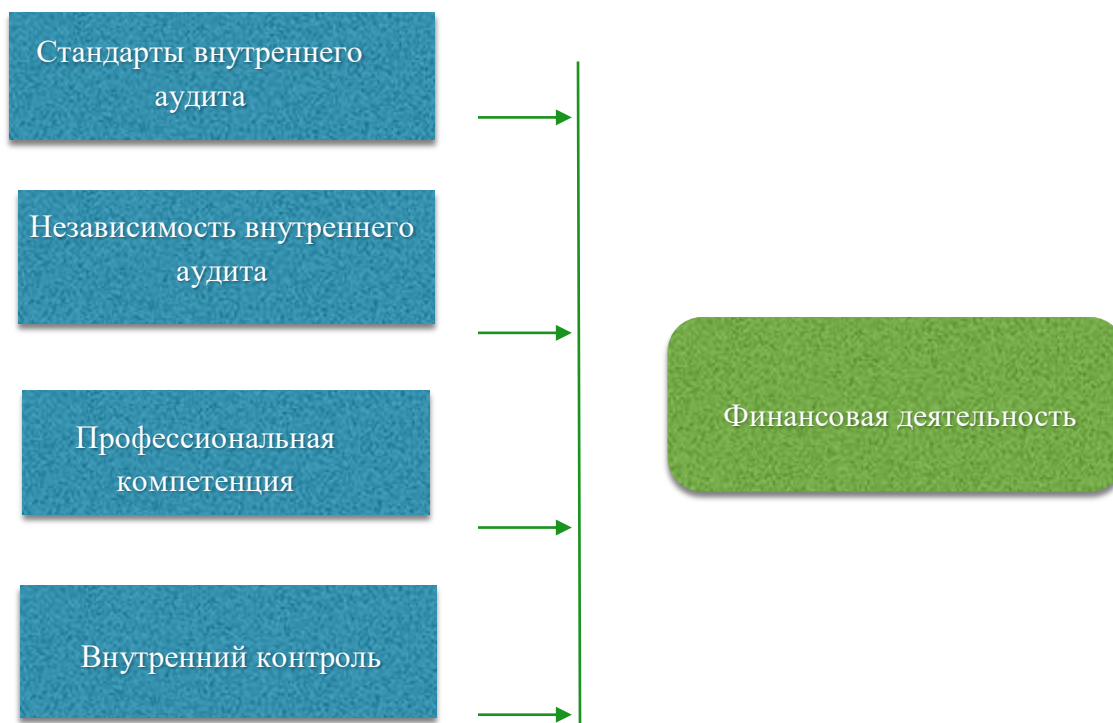 Стандарты внутреннего
аудита
Независимость внутреннего
аудита
Профессиональная
компетенция
Внутренний контроль
Финансовая деятельность